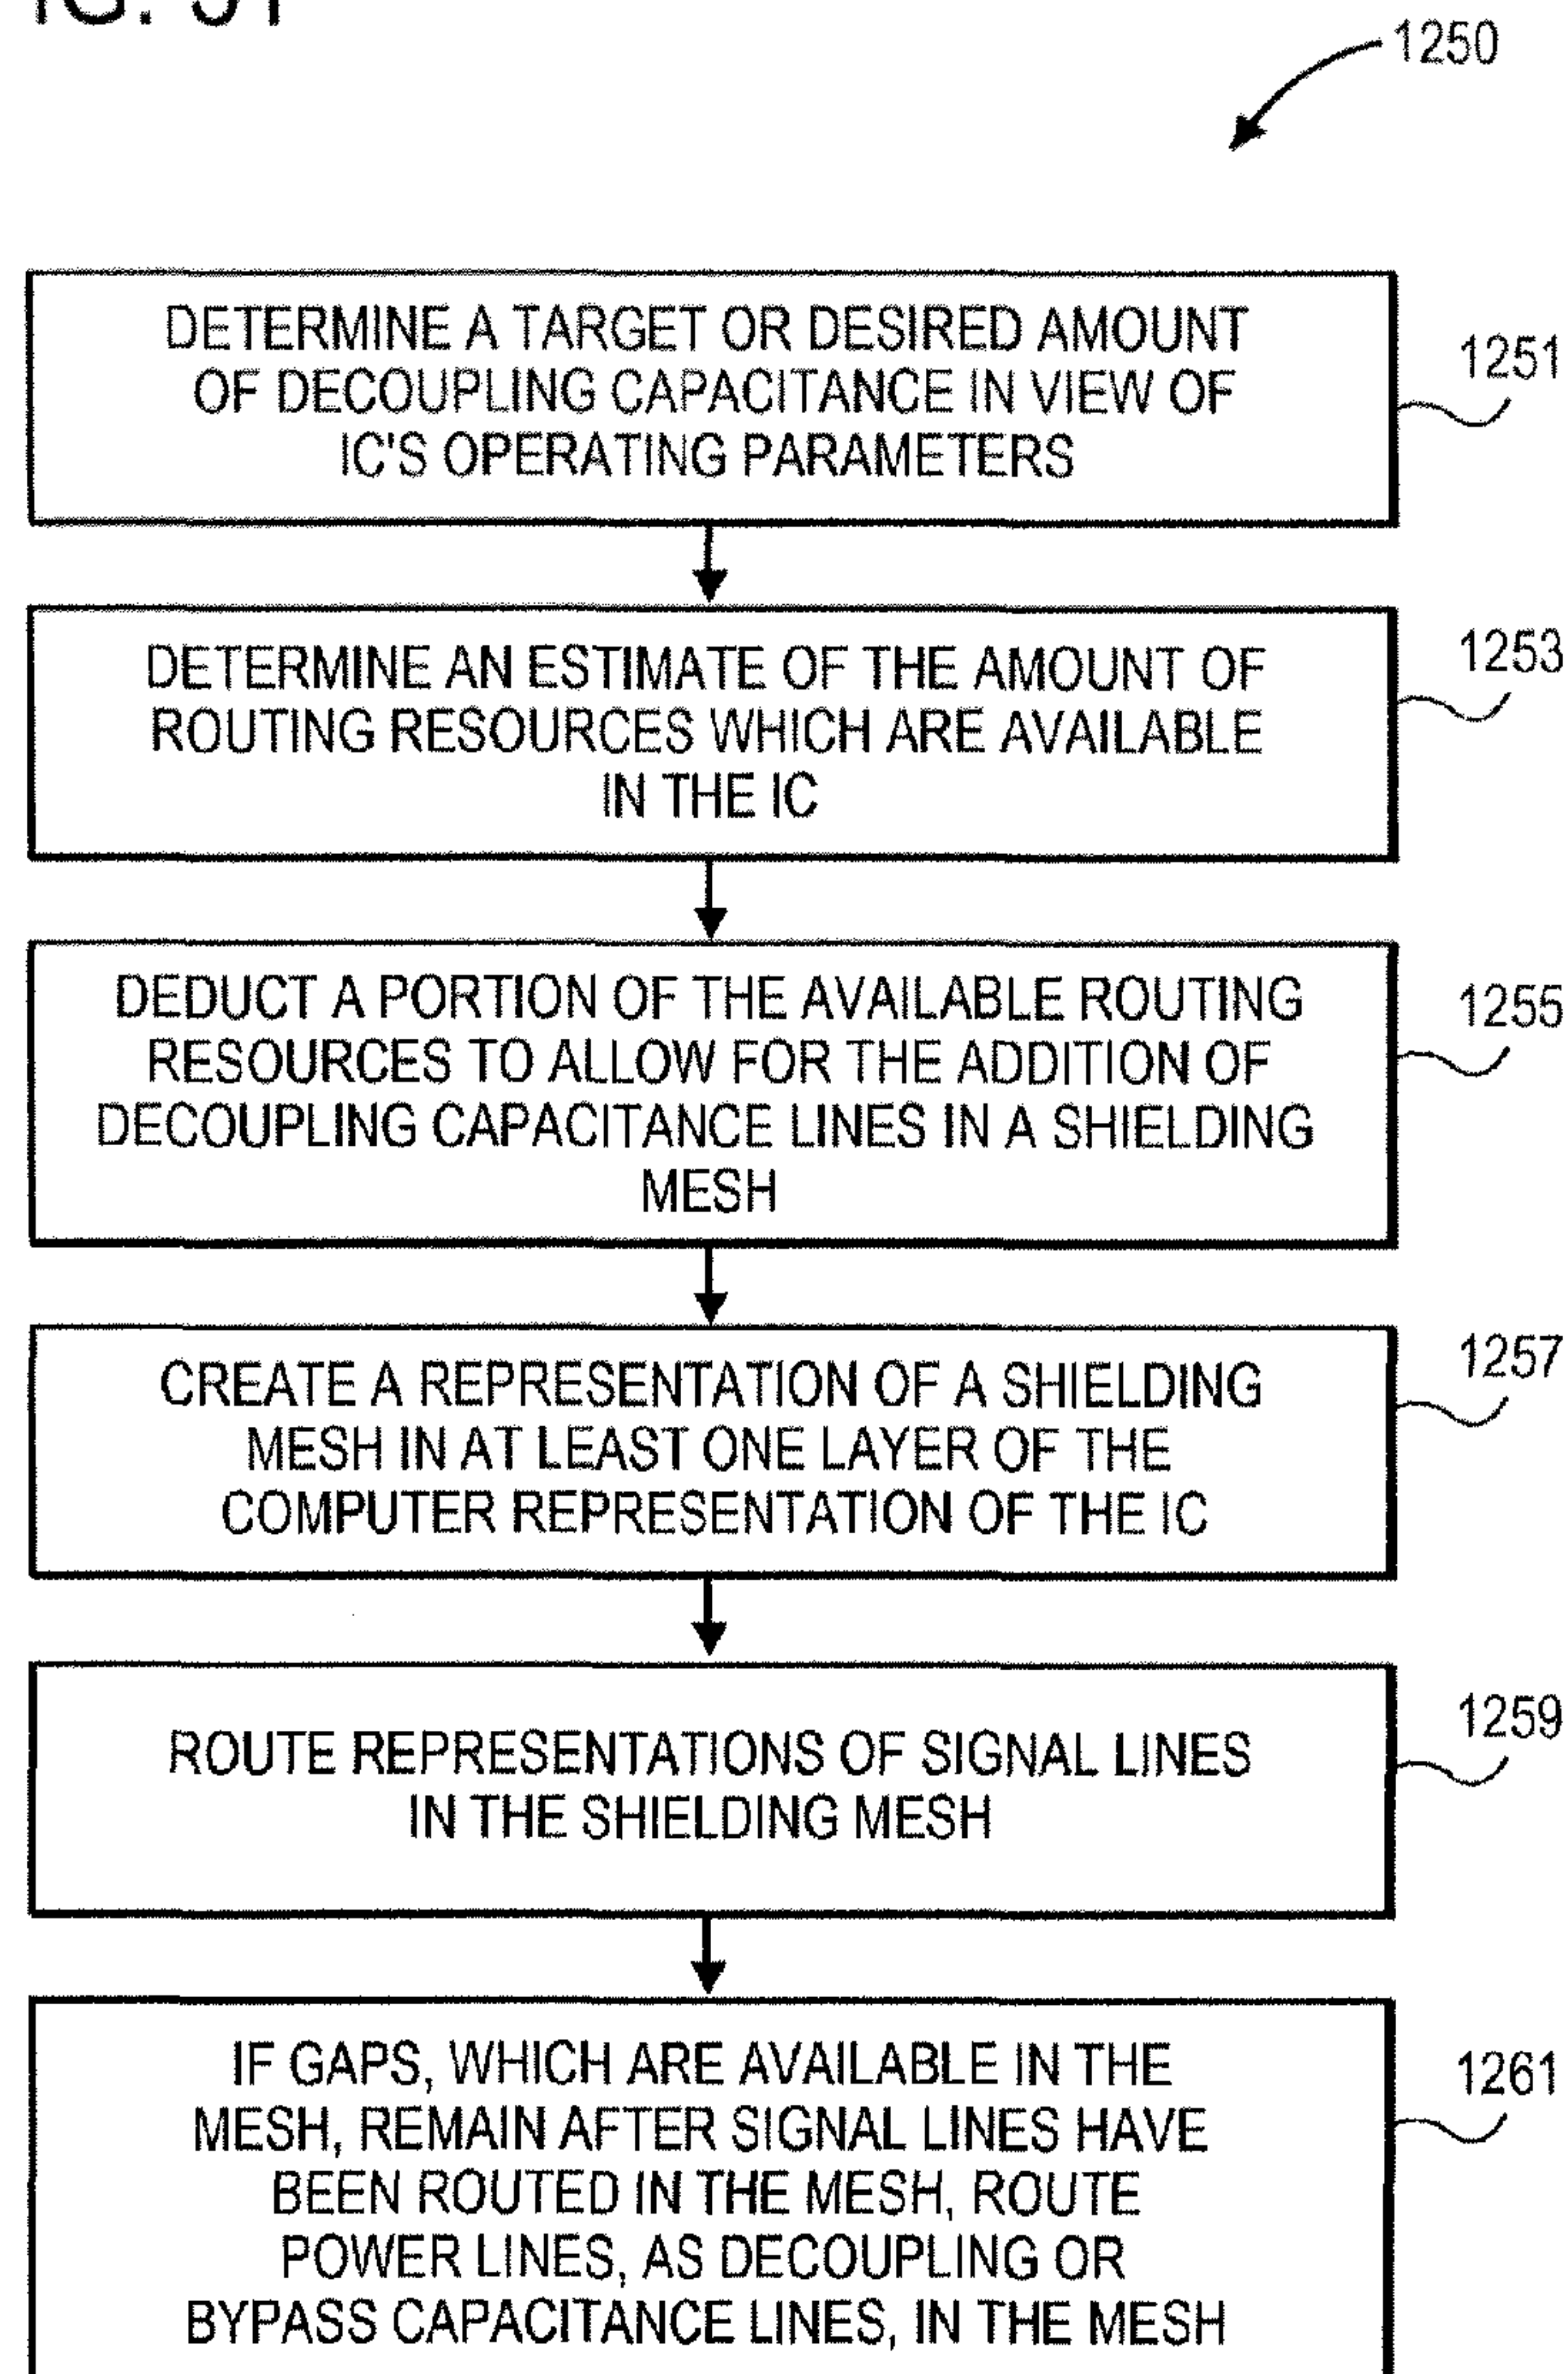 FIG. 51
1250
DETERMINE A TARGET OR DESIRED AMOUNT
OF DECOUPLING CAPACITANCE IN VIEW OF
IC'S OPERATING PARAMETERS
1251
DETERMINE AN ESTIMATE OF THE AMOUNT OF
ROUTING RESOURCES WHICH ARE AVAILABLE
IN THE IC
1253
DEDUCT A PORTION OF THE AVAILABLE ROUTING
RESOURCES TO ALLOW FOR THE ADDITION OF
DECOUPLING CAPACITANCE LINES IN A SHIELDING
MESH
1255
CREATE A REPRESENTATION OF A SHIELDING
MESH IN AT LEAST ONE LAYER OF THE
COMPUTER REPRESENTATION OF THE IC
1257
ROUTE REPRESENTATIONS OF SIGNAL LINES
IN THE SHIELDING MESH
1259
IF GAPS, WHICH ARE AVAILABLE IN THE
MESH, REMAIN AFTER SIGNAL LINES HAVE
BEEN ROUTED IN THE MESH, ROUTE
POWER LINES, AS DECOUPLING OR
BYPASS CAPACITANCE LINES, IN THE MESH
1261